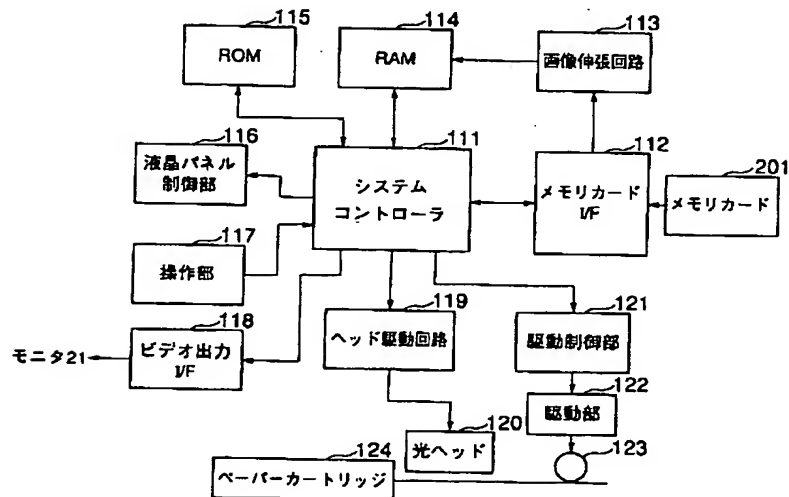 115
ROM
114
RAM
113
画像伸張回路
116
液晶パネル
制御部
111
システム
コントローラ
112
メモリカード
I/F
201
メモリカード
117
操作部
118
ビデオ出力
I/F
モニタ21
119
ヘッド駆動回路
121
駆動制御部
122
駆動部
120
光ヘッド
123
124
ペーパーカートリッジ